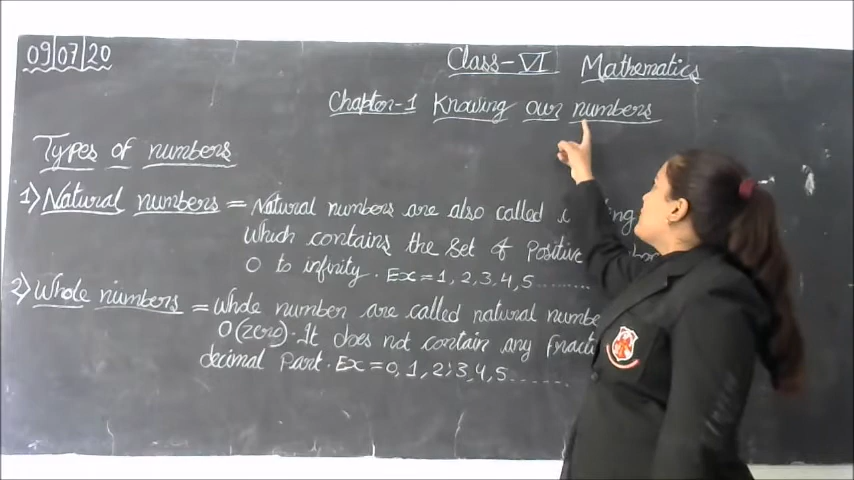 09/07/20
Class-VI Mathematics
Chapter-1 Knowing our numbers
Types of numbers
1) Natural numbers = Natural numbers are also called
which contains the set of Positive
0 to infinity. Ex = 1, 2, 3, 4, 5........
2) Whole numbers = Whole number are called natural
0 (zero). It does not contain any
decimal part. Ex = 0, 1, 2, 3, 4, 5.......